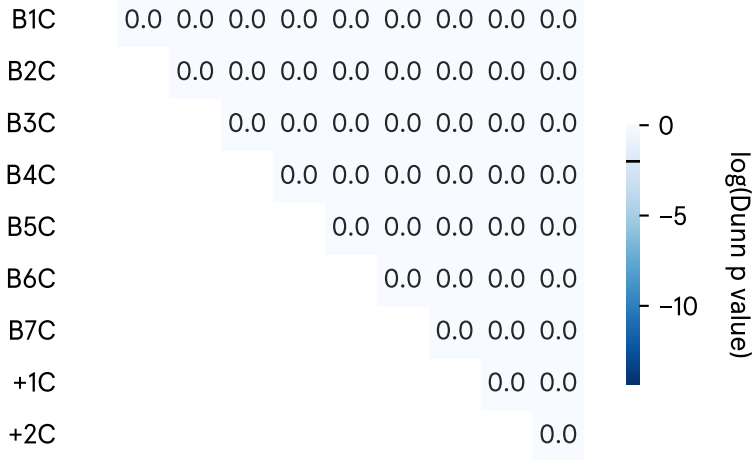 B1C 0.0 0.0 0.0 0.0 0.0 0.0 0.0 0.0 0.0
B2C 0.0 0.0 0.0 0.0 0.0 0.0 0.0 0.0
B3C 0.0 0.0 0.0 0.0 0.0 0.0 0.0
B4C 0.0 0.0 0.0 0.0 0.0 0.0
B5C 0.0 0.0 0.0 0.0 0.0
B6C 0.0 0.0 0.0 0.0
B7C 0.0 0.0 0.0
+1C 0.0 0.0
+2C 0.0
0
−5
−10
log(Dunn p value)